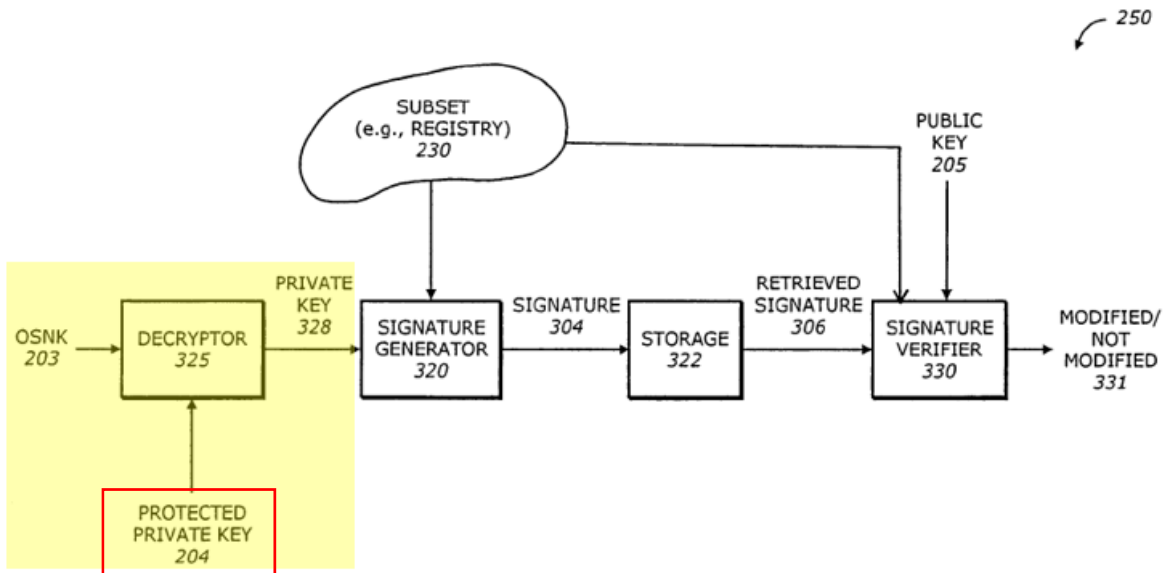 250
SUBSET
(e.g., REGISTRY)
230
PUBLIC
KEY
205
OSNK
203
DECRYPTOR
325
PRIVATE
KEY
328
SIGNATURE
GENERATOR
320
SIGNATURE
304
STORAGE
322
RETRIEVED
SIGNATURE
306
SIGNATURE
VERIFIER
330
MODIFIED/
NOT
MODIFIED
331
PROTECTED
PRIVATE KEY
204